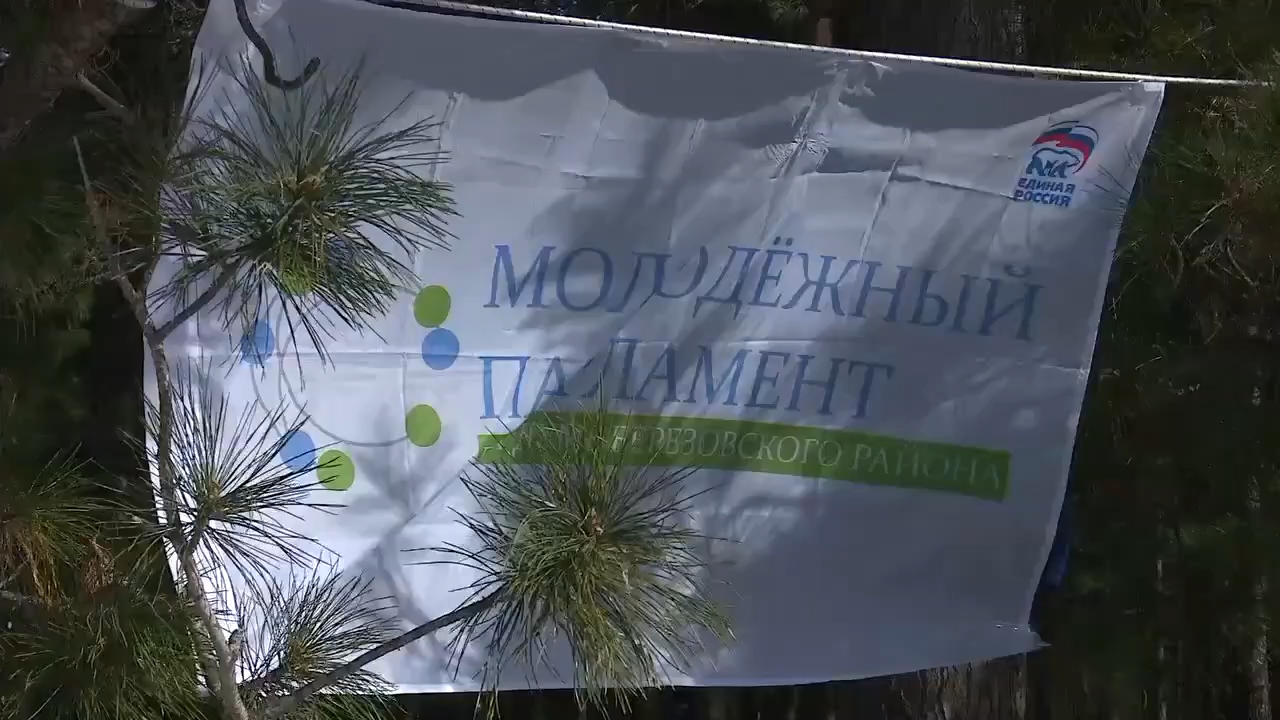 ЕДИНАЯ
РОССИЯ
МОЛОДЁЖНЫЙ
ПАРЛАМЕНТ
БЕРЕЗОВСКОГО РАЙОНА